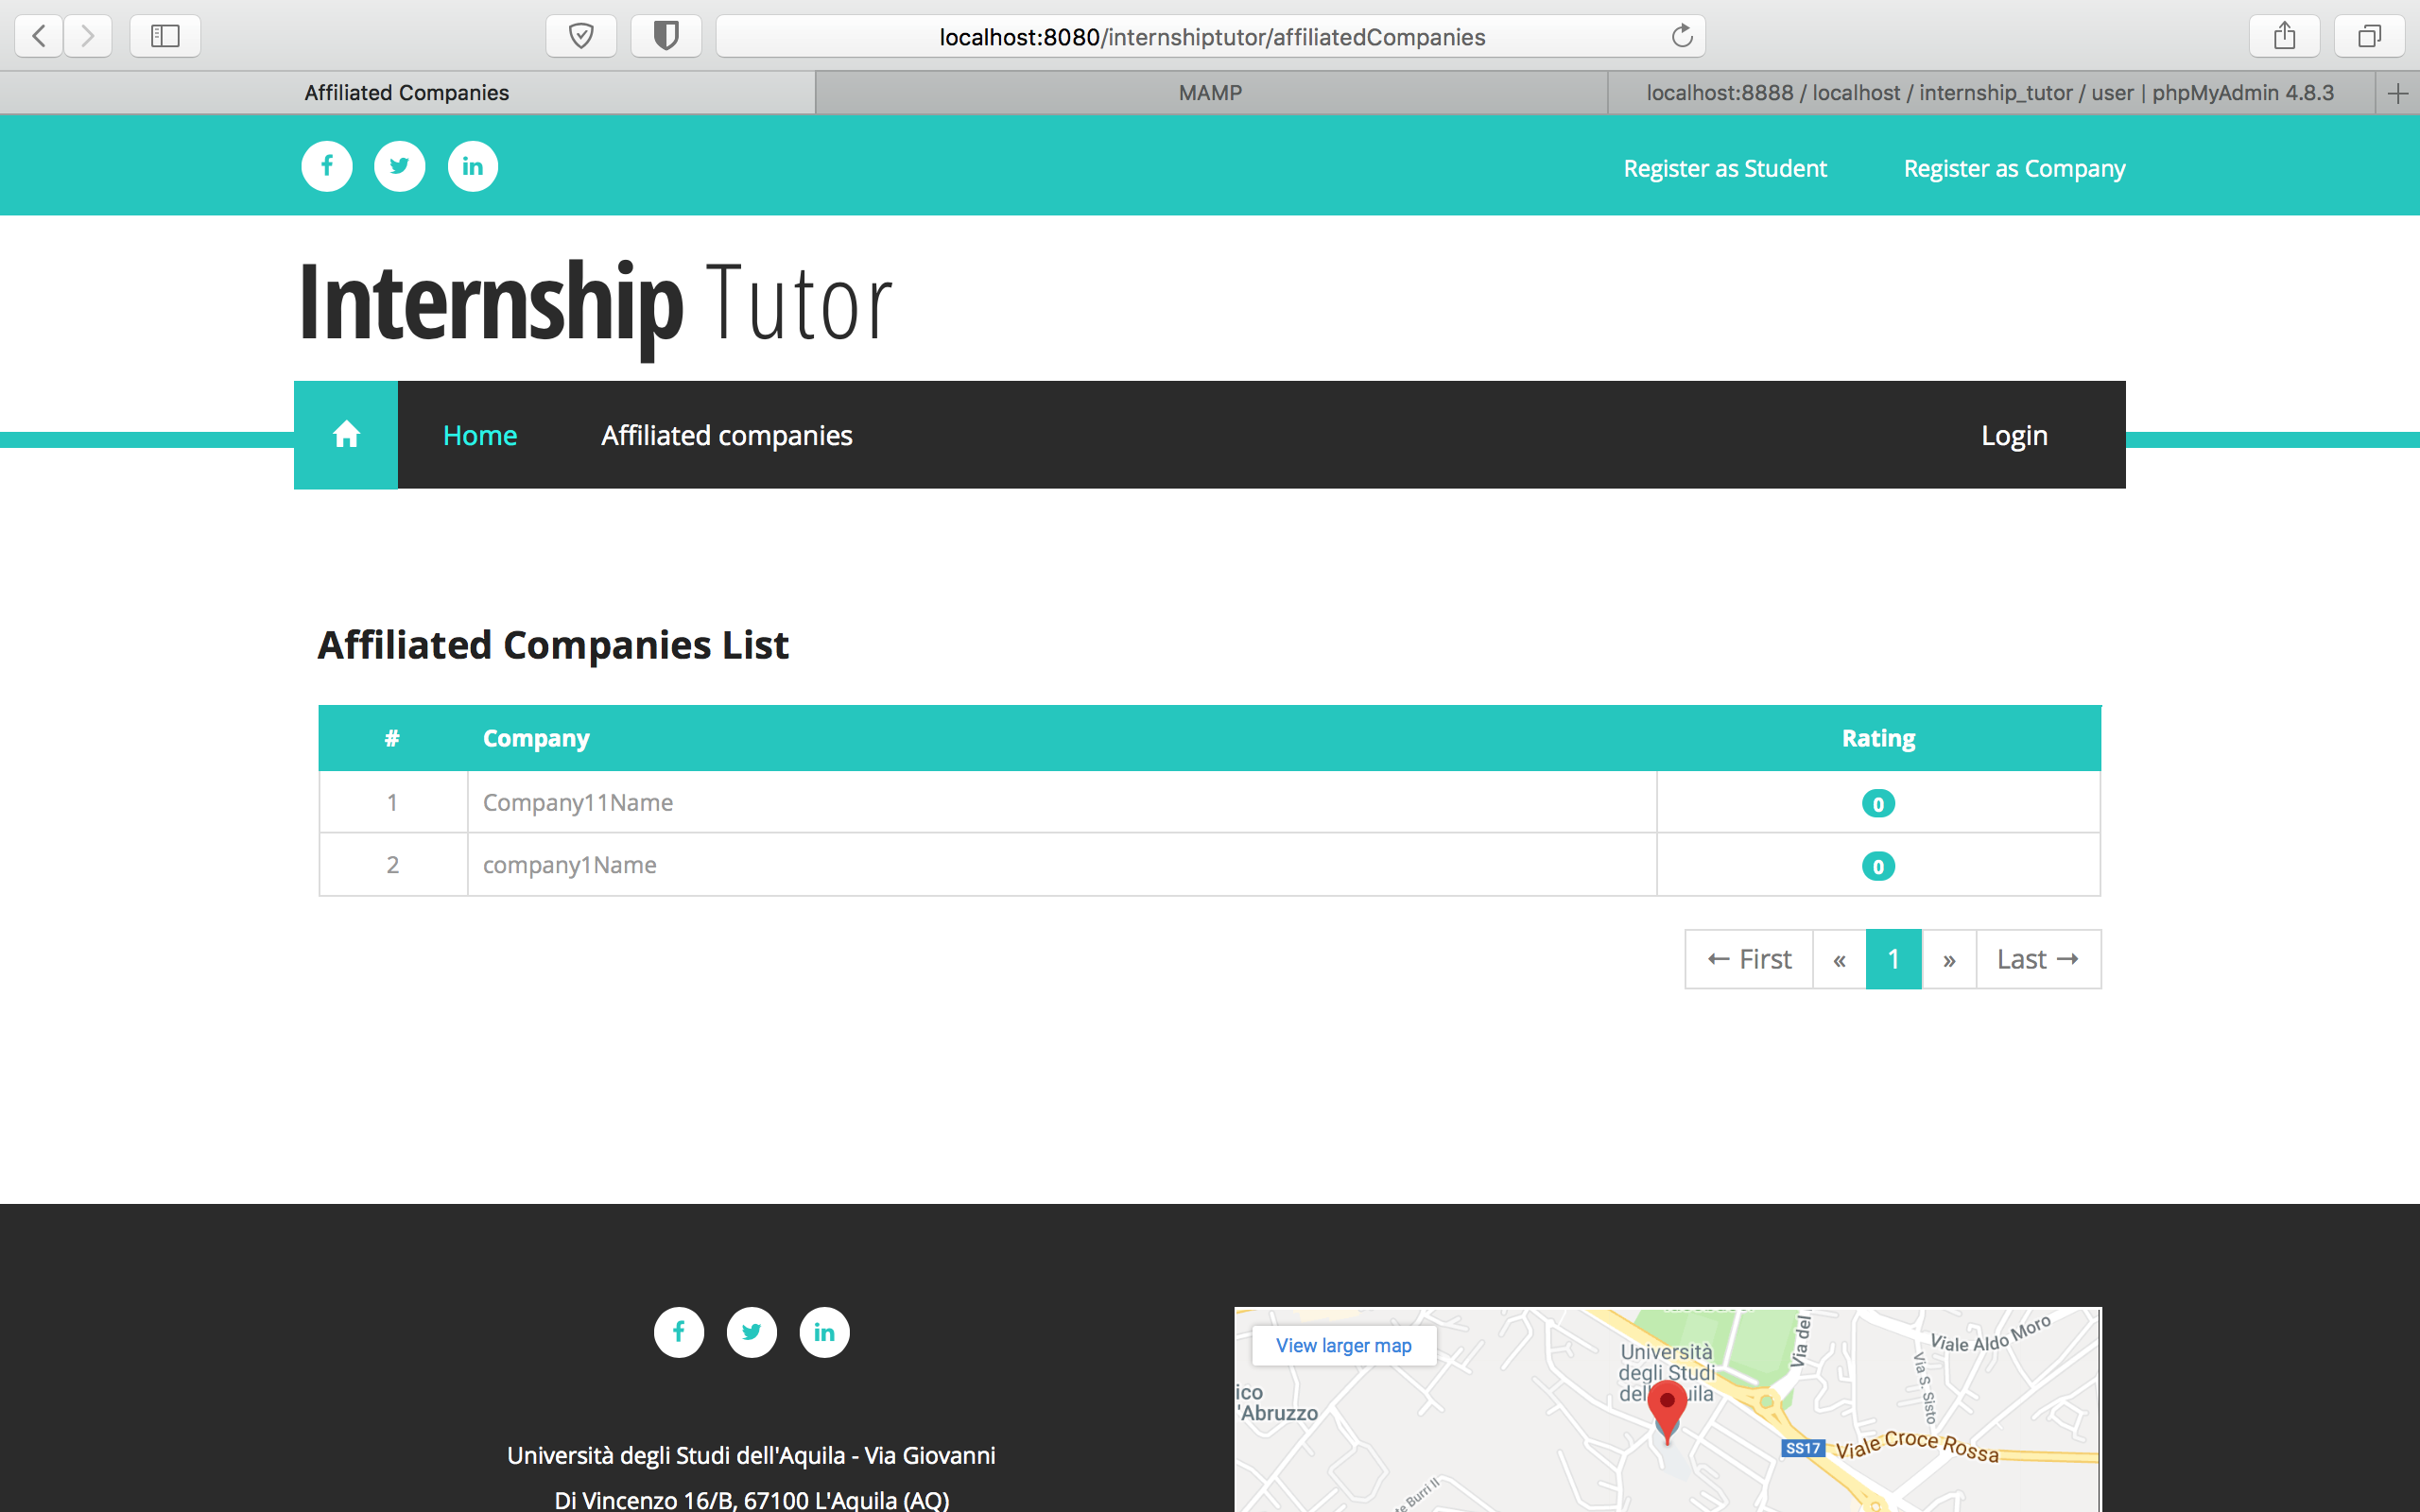 localhost:8080/internshiptutor/affiliatedCompanies
Affiliated Companies
MAMP
localhost:8888 / localhost / internship_tutor / user | phpMyAdmin 4.8.3
Register as Student
Register as Company
Internship Tutor
Home
Affiliated companies
Login
Affiliated Companies List
# Company Rating
1 Company11Name 0
2 company1Name 0
← First « 1 » Last →
View larger map
Università
degli Studi
Via del
Viale Aldo Moro
Via S. Sisto
ico
'Abruzzo
SS17
Viale Croce Rossa
Burri II
Università degli Studi dell'Aquila - Via Giovanni
Di Vincenzo 16/B, 67100 L'Aquila (AQ)